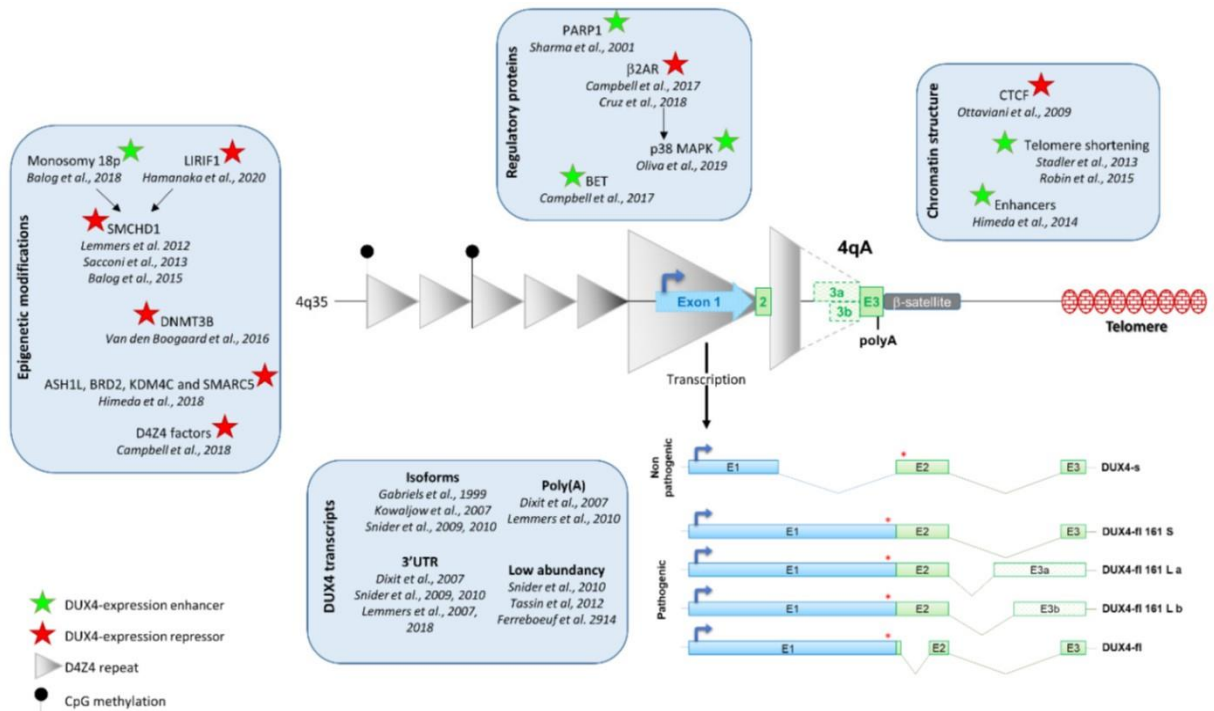 Epigenetic modifications
Monosomy 18p
Balog et al., 2018
LIRIF1
Hamanaka et al., 2020
SMCHD1
Lemmers et al. 2012
Sacconi et al., 2013
Balog et al., 2015
DNMT3B
Van den Boogaard et al., 2016
ASH1L, BRD2, KDM4C and SMARC5
Himeda et al., 2018
D4Z4 factors
Campbell et al., 2018
Regulatory proteins
PARP1
Sharma et al., 2001
β2AR
Campbell et al., 2017
Cruz et al., 2018
p38 MAPK
Oliva et al., 2019
BET
Campbell et al., 2017
Chromatin structure
CTCF
Ottaviani et al., 2009
Telomere shortening
Stadler et al., 2013
Robin et al., 2015
Enhancers
Himeda et al., 2014
4q35
Exon 1
2
4qA
3a
3b
E3
β-satellite
polyA
Telomere
Transcription
DUX4 transcripts
Isoforms
Gabriels et al., 1999
Kowaljow et al., 2007
Snider et al., 2009, 2010
Poly(A)
Dixit et al., 2007
Lemmers et al., 2010
3'UTR
Dixit et al., 2007
Snider et al., 2009, 2010
Lemmers et al., 2007,
2018
Low abundancy
Snider et al., 2010
Tassin et al, 2012
Ferreboeuf et al. 2914
Non
pathogenic
E1
*
E2
E3
DUX4-s
Pathogenic
E1
*
E2
E3
DUX4-fl 161 S
E1
*
E2
E3a
DUX4-fl 161 L a
E1
*
E2
E3b
DUX4-fl 161 L b
E1
*
E2
E3
DUX4-fl
DUX4-expression enhancer
DUX4-expression repressor
D4Z4 repeat
CpG methylation